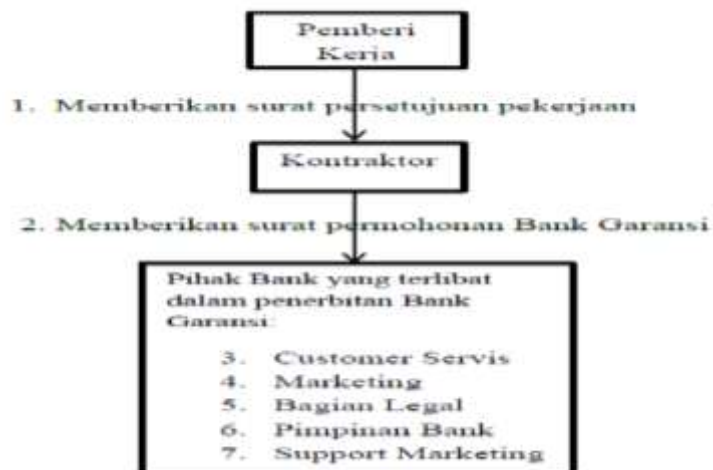 Pemberi
Kerja
1. Memberikan surat persetujuan pekerjaan
Kontraktor
2. Memberikan surat permohonan Bank Garansi
Pihak Bank yang terlibat
dalam penerbitan Bank
Garansi:
3. Customer Servis
4. Marketing
5. Bagian Legal
6. Pimpinan Bank
7. Support Marketing